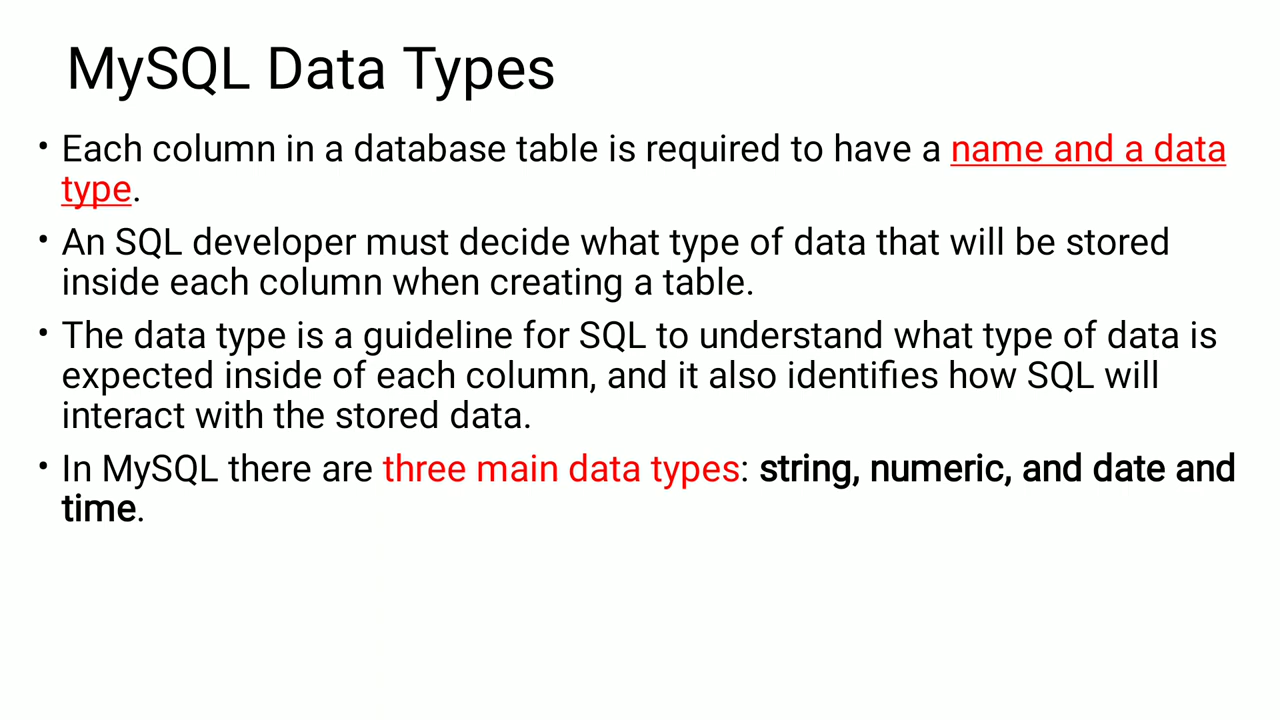 MySQL Data Types
• Each column in a database table is required to have a name and a data
type.
• An SQL developer must decide what type of data that will be stored
inside each column when creating a table.
• The data type is a guideline for SQL to understand what type of data is
expected inside of each column, and it also identifies how SQL will
interact with the stored data.
• In MySQL there are three main data types: string, numeric, and date and
time.